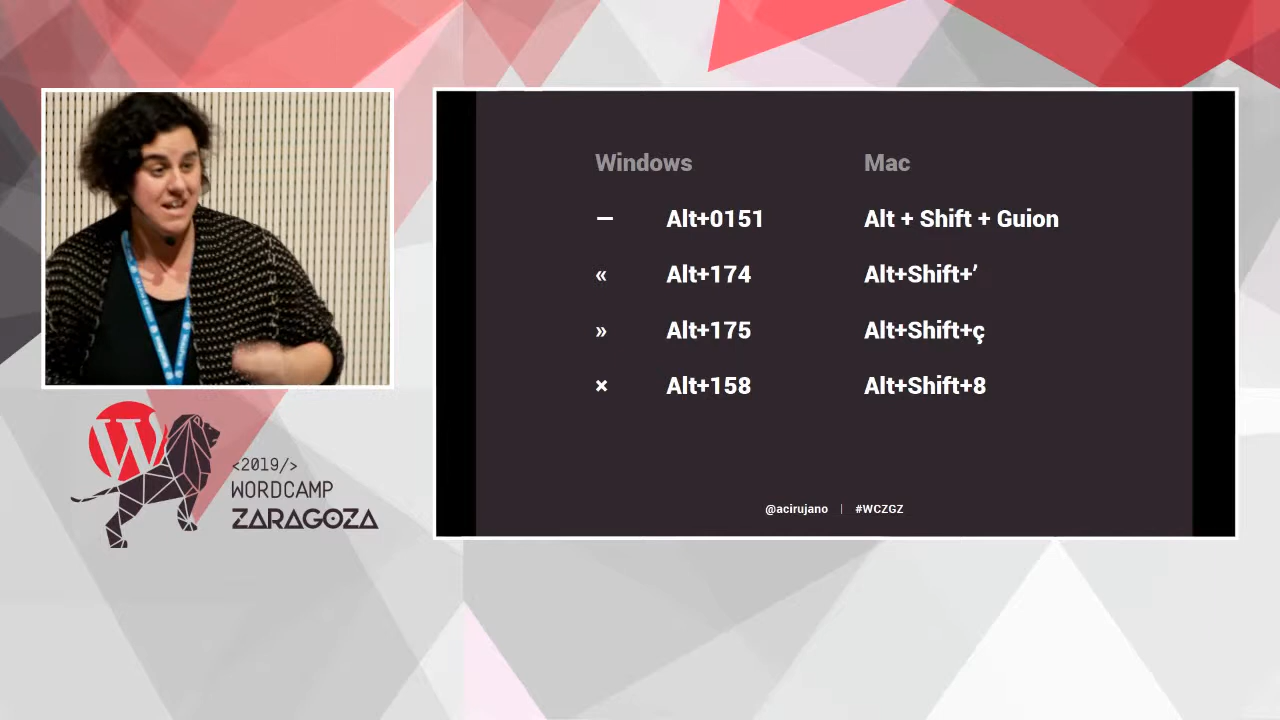 Windows Mac
— Alt+0151 Alt + Shift + Guion
« Alt+174 Alt+Shift+’
» Alt+175 Alt+Shift+ç
× Alt+158 Alt+Shift+8
@acirujano | #WCZGZ
<2019/>
WORDCAMP
ZARAGOZA